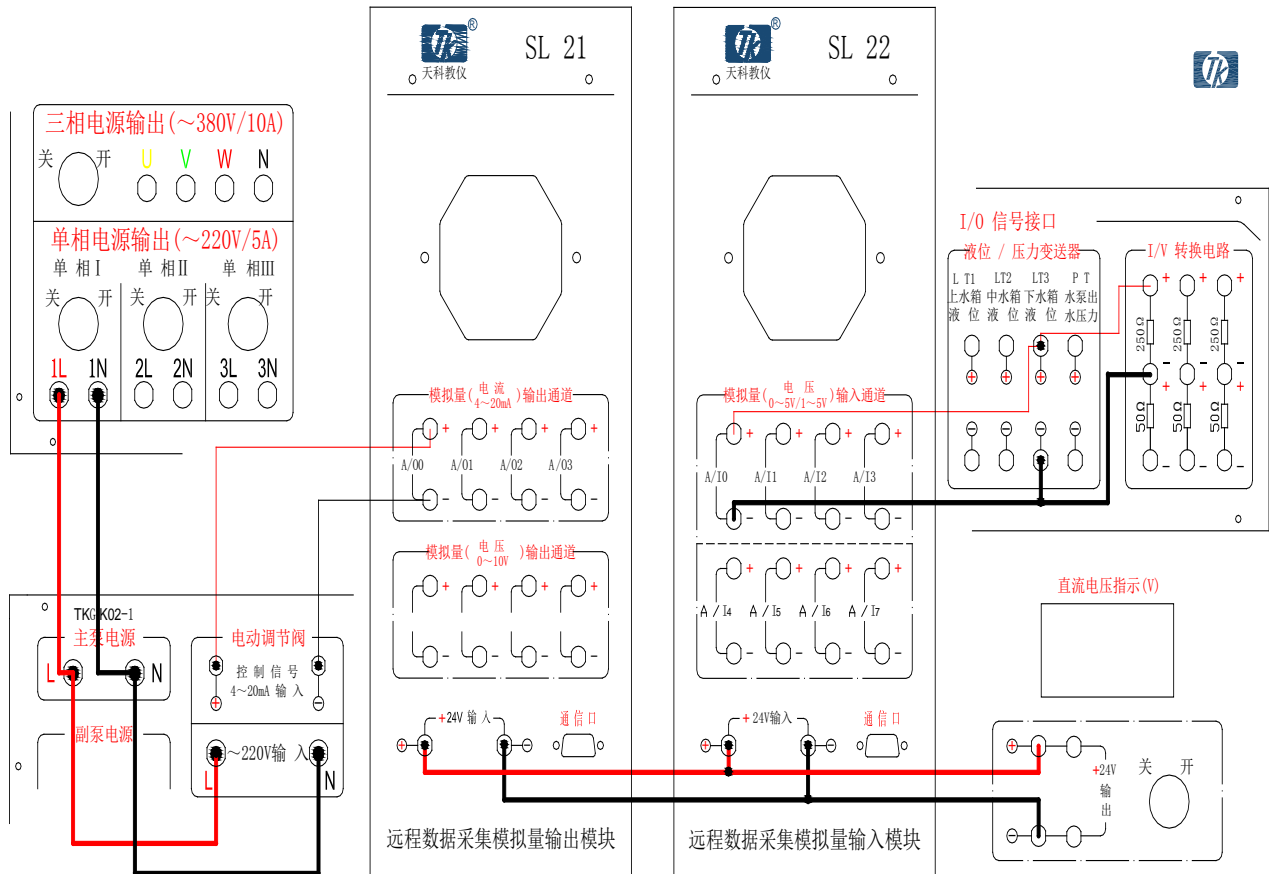 三相电源输出(～380V/10A)
关 开 U V W N
单相电源输出(～220V/5A)
单 相 I 单 相 II 单 相III
关 开 关 开 关 开
1L 1N 2L 2N 3L 3N
TKGK02-1
主泵电源
L N
副泵电源
电动调节阀
控 制 信 号
4～20mA 输 入
+ -
～220V输 入
L N
TK ®
天科教仪
SL 21
模拟量( 电 流 4～20mA )输出通道
+ + + +
A/O0 A/O1 A/O2 A/O3
- - - -
模拟量( 电 压 0～10V )输出通道
+ + + +
- - - -
+24V 输 入
+ -
通 信 口
远程数据采集模拟量输出模块
TK ®
天科教仪
SL 22
模拟量( 电 压 0～5V/1～5V )输入通道
+ + + +
A/I0 A/I1 A/I2 A/I3
- - - -
+ + + +
A/I4 A/I5 A/I6 A/I7
- - - -
+ 24V输入
+ -
通 信 口
远程数据采集模拟量输入模块
TK
I/O 信号接口
液位 / 压力变送器
L T1 LT2 LT3 P T
上水箱 中水箱 下水箱 水泵出
液 位 液 位 液 位 水压力
+ + + +
- - - -
I/V 转换电路
+ + +
250Ω 250Ω 250Ω
- - -
+ + +
50Ω 50Ω 50Ω
- - -
直流电压指示(V)
+
+24V
输
出
-
关 开